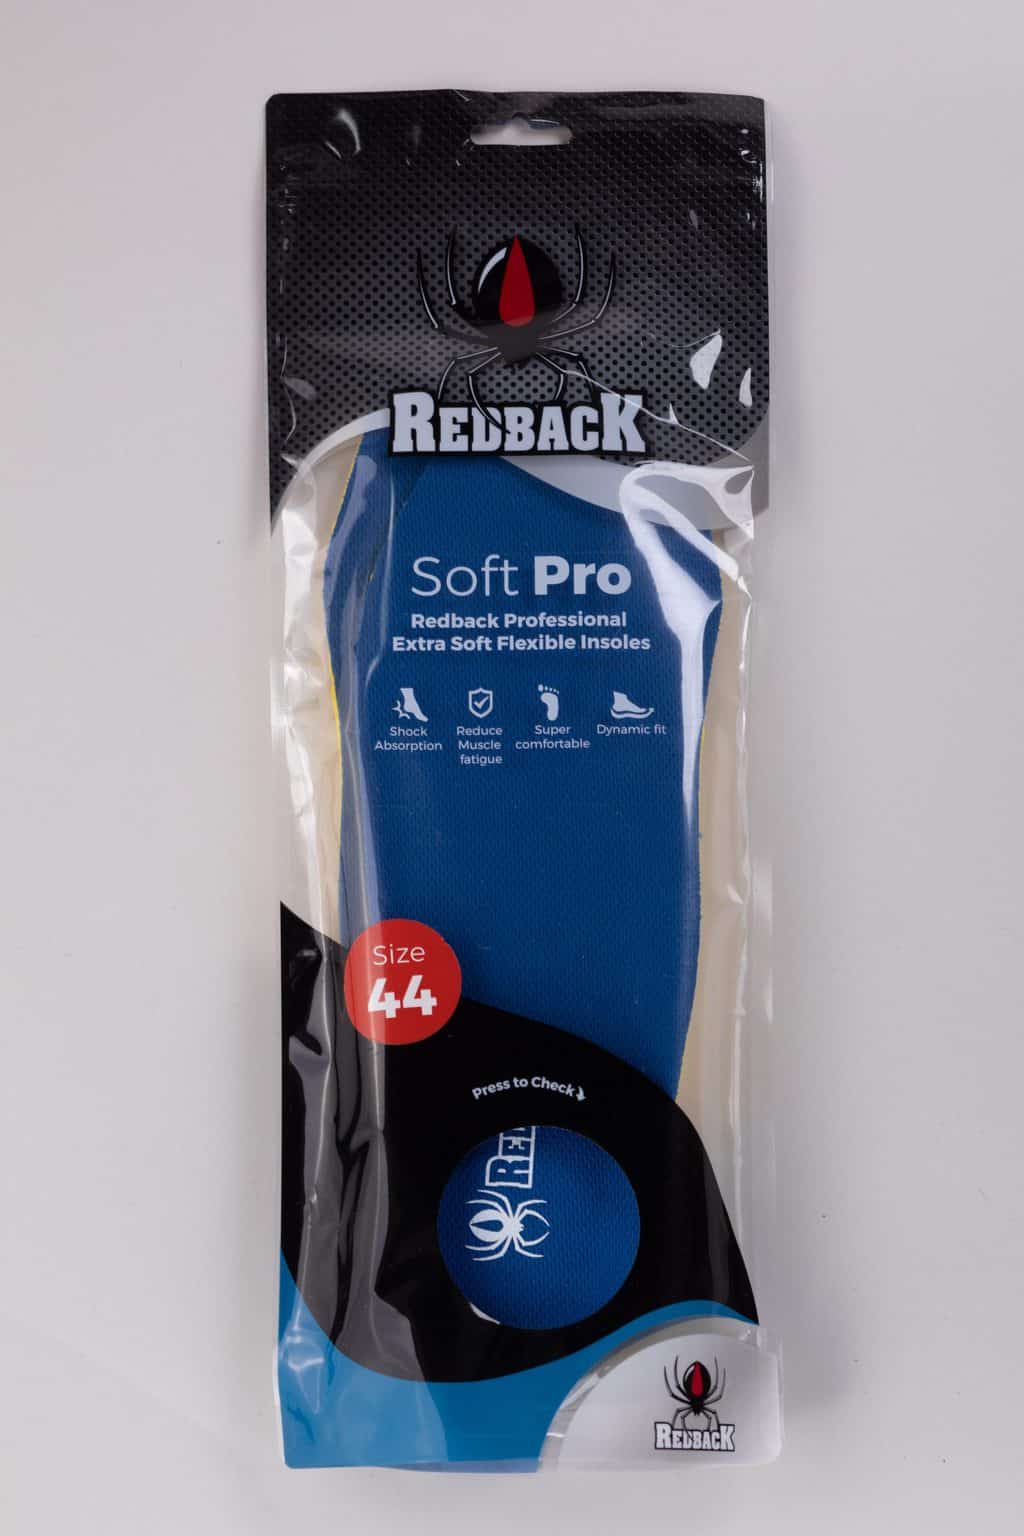 REDBACK
Soft Pro
Redback Professional
Extra Soft Flexible Insoles
Shock
Absorption
Reduce
Muscle
fatigue
Super
comfortable
Dynamic fit
Size
44
Press to Check
RED
REDBACK